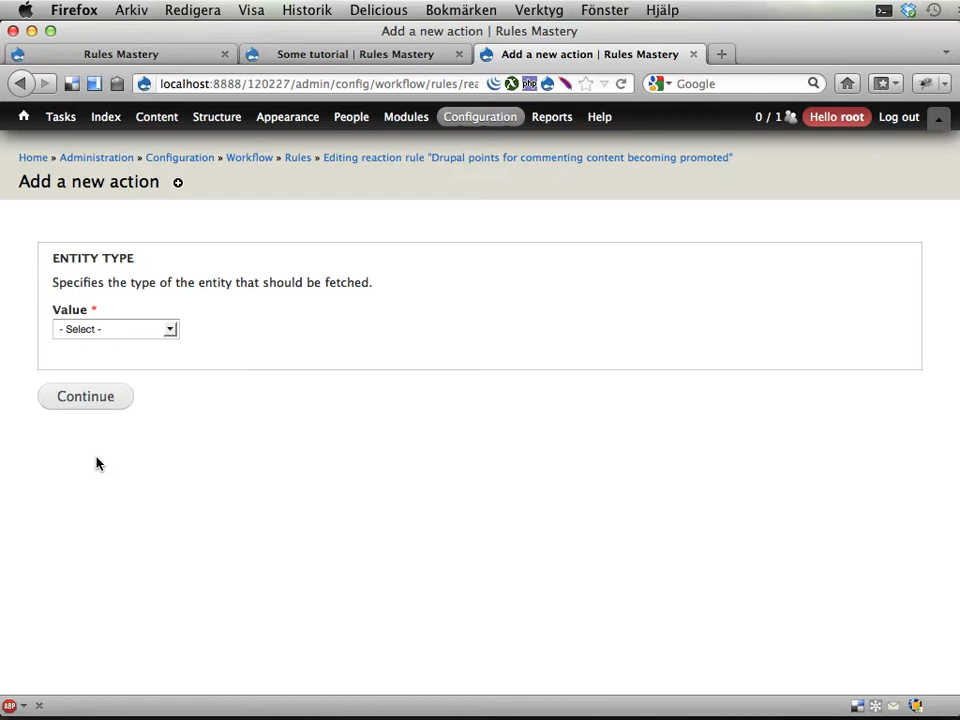 Firefox Arkiv Redigera Visa Historik Delicious Bokmärken Verktyg Fönster Hjälp
Add a new action | Rules Mastery
Rules Mastery Some tutorial | Rules Mastery Add a new action | Rules Mastery
localhost:8888/120227/admin/config/workflow/rules/rea php Google
Tasks Index Content Structure Appearance People Modules Configuration Reports Help 0 / 1 Hello root Log out
Home » Administration » Configuration » Workflow » Rules » Editing reaction rule "Drupal points for commenting content becoming promoted"
Add a new action
ENTITY TYPE
Specifies the type of the entity that should be fetched.
Value *
- Select -
Continue
ABP